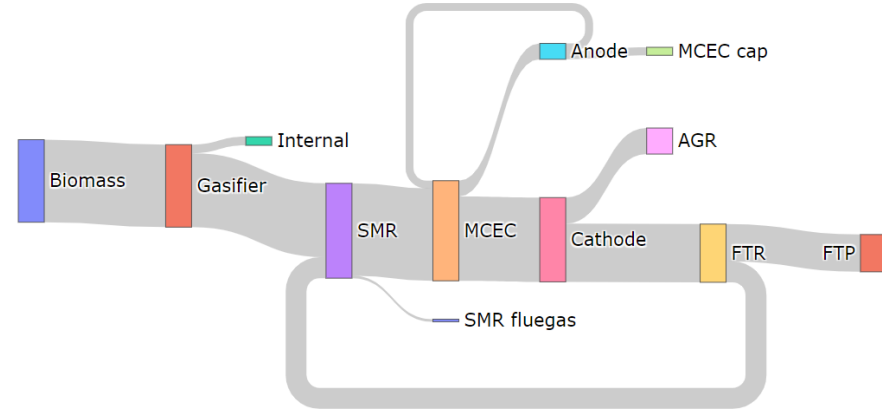 Anode
MCEC cap
Internal
AGR
Biomass
Gasifier
SMR
MCEC
Cathode
FTR
FTP
SMR fluegas